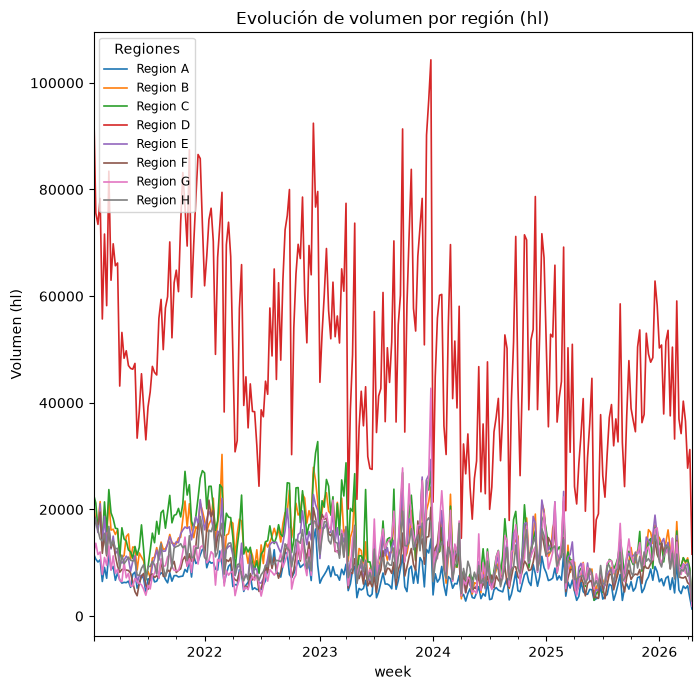 Evolución de volumen por región (hl)
Regiones
Region A
Region B
Region C
Region D
Region E
Region F
Region G
Region H
Volumen (hl)
100000
80000
60000
40000
20000
0
2022
2023
2024
2025
2026
week